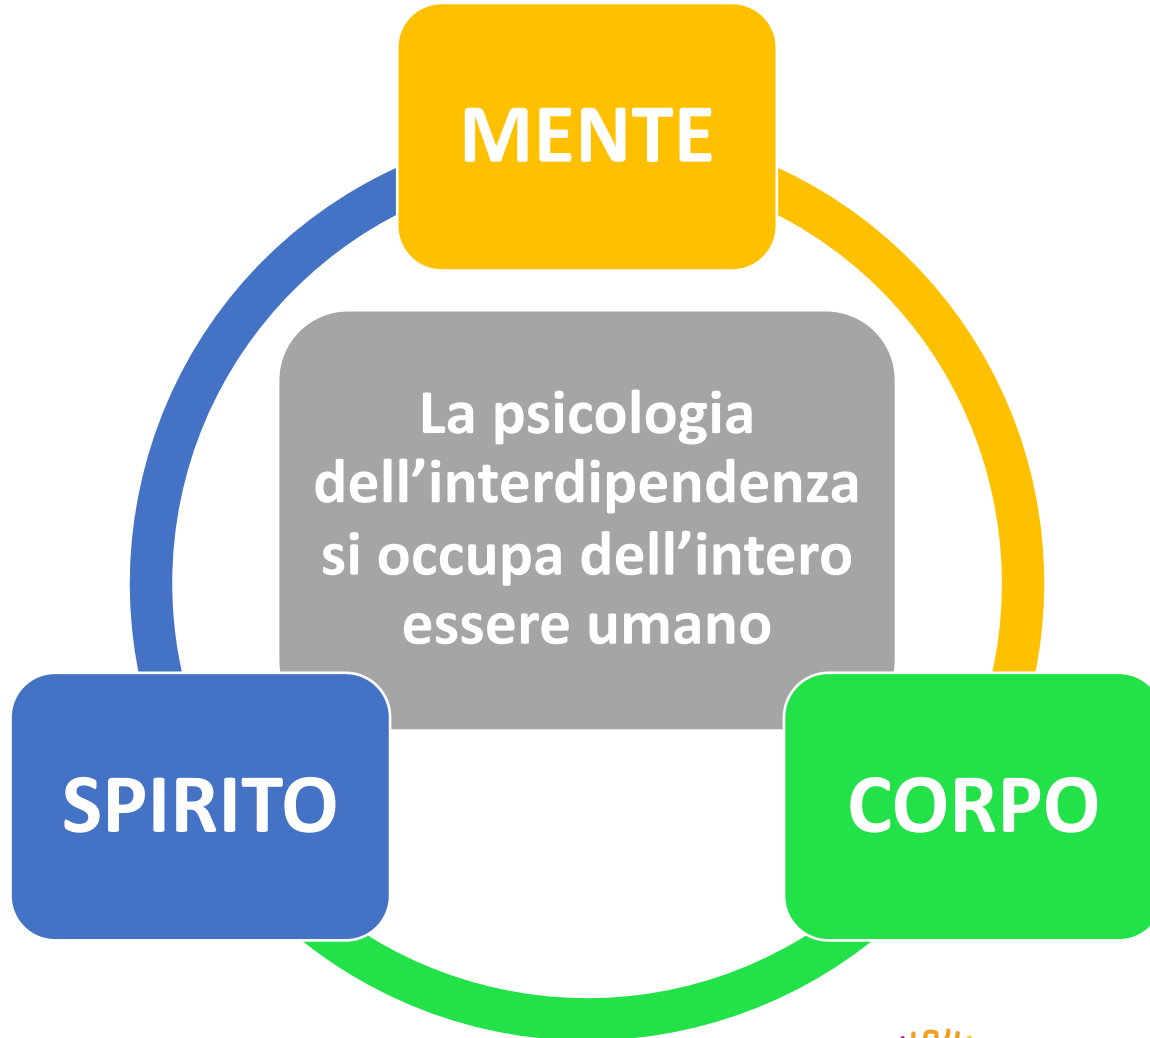 MENTE
La psicologia
dell’interdipendenza
si occupa dell’intero
essere umano
SPIRITO
CORPO